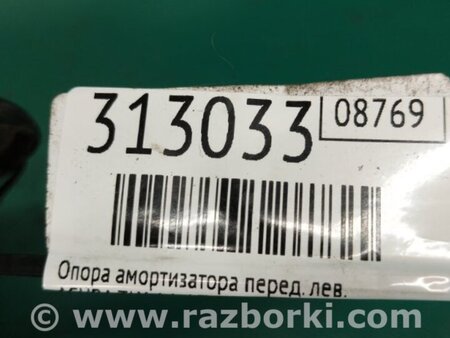 313033 08769
Опора амортизатора перед. лев.
www.razborki.com